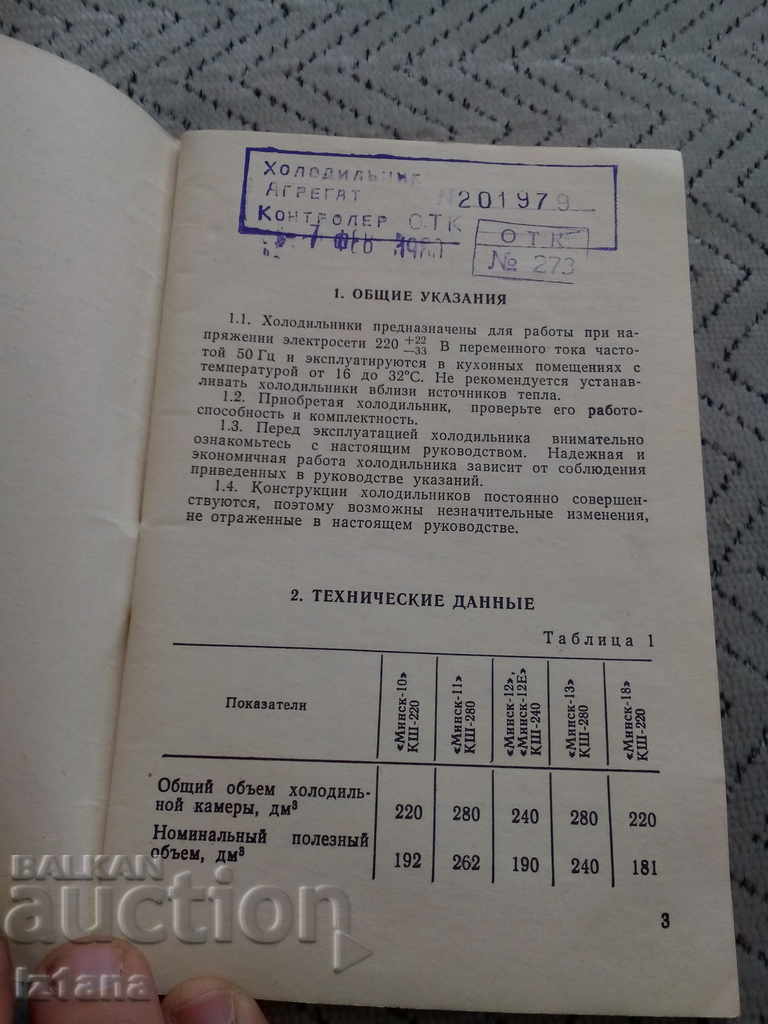 Холодильник
Агрегат № 201979
Контролер ОТК
7 ФЕВ
ОТК
№ 273
1. ОБЩИЕ УКАЗАНИЯ
1.1. Холодильники предназначены для работы при на-
пряжении электросети 220 +22 −33 В переменного тока часто-
той 50 Гц и эксплуатируются в кухонных помещениях с
температурой от 16 до 32°С. Не рекомендуется устанав-
ливать холодильники вблизи источников тепла.
1.2. Приобретая холодильник, проверьте его работо-
способность и комплектность.
1.3. Перед эксплуатацией холодильника внимательно
ознакомьтесь с настоящим руководством. Надежная и
экономичная работа холодильника зависит от соблюдения
приведенных в руководстве указаний.
1.4. Конструкции холодильников постоянно совершен-
ствуются, поэтому возможны незначительные изменения,
не отраженные в настоящем руководстве.
2. ТЕХНИЧЕСКИЕ ДАННЫЕ
Таблица 1
Показатели
«Минск-10»
КШ-220
«Минск-11»
КШ-280
«Минск-12»,
«Минск-12Е»
КШ-240
«Минск-13»
КШ-280
«Минск-18»
КШ-220
Общий объем холодиль-
ной камеры, дм³ 220 280 240 280 220
Номинальный полезный
объем, дм³ 192 262 190 240 181
3
BALKAN
auction
iz1ana